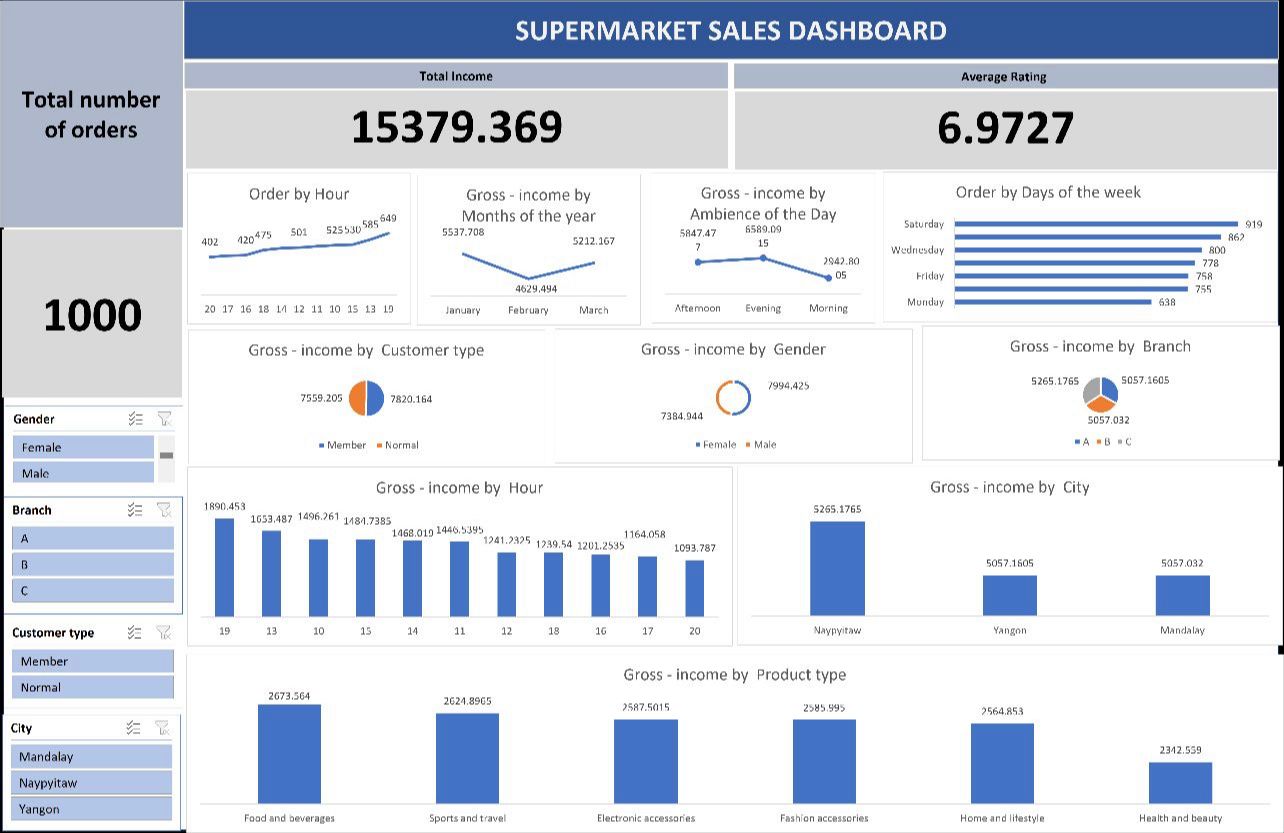 SUPERMARKET SALES DASHBOARD
Total number
of orders
1000
Total Income
15379.369
Average Rating
6.9727
Order by Hour
402 420 475 501 525 530 585 649
20 17 16 18 14 12 11 10 15 13 19
Gross - income by
Months of the year
5537.708
5212.167
4629.494
January February March
Gross - income by
Ambience of the Day
5847.47
7
6589.09
15
2942.80
05
Afternoon Evening Morning
Order by Days of the week
Saturday 919
862
Wednesday 800
778
Friday 758
755
Monday 638
Gross - income by Customer type
7559.205 7820.164
Member Normal
Gross - income by Gender
7994.425
7384.944
Female Male
Gross - income by Branch
5265.1765 5057.1605
5057.032
A B C
Gender
Female
Male
Branch
A
B
C
Customer type
Member
Normal
City
Mandalay
Naypyitaw
Yangon
Gross - income by Hour
1890.453 1653.487 1496.261 1484.7385 1468.019 1446.5395 1241.2325 1239.54 1201.2535 1164.058 1093.787
19 13 10 15 14 11 12 18 16 17 20
Gross - income by City
5265.1765 5057.1605 5057.032
Naypyitaw Yangon Mandalay
Gross - income by Product type
2673.564 2624.8965 2587.5015 2585.995 2564.853 2342.559
Food and beverages Sports and travel Electronic accessories Fashion accessories Home and lifestyle Health and beauty